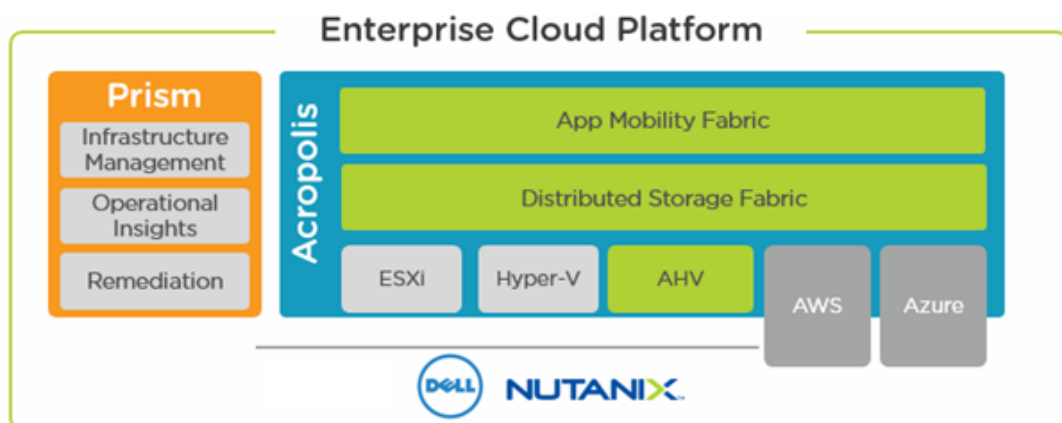 Enterprise Cloud Platform
Prism
Infrastructure
Management
Operational
Insights
Remediation
Acropolis
App Mobility Fabric
Distributed Storage Fabric
ESXi
Hyper-V
AHV
AWS
Azure
DELL
NUTANIX